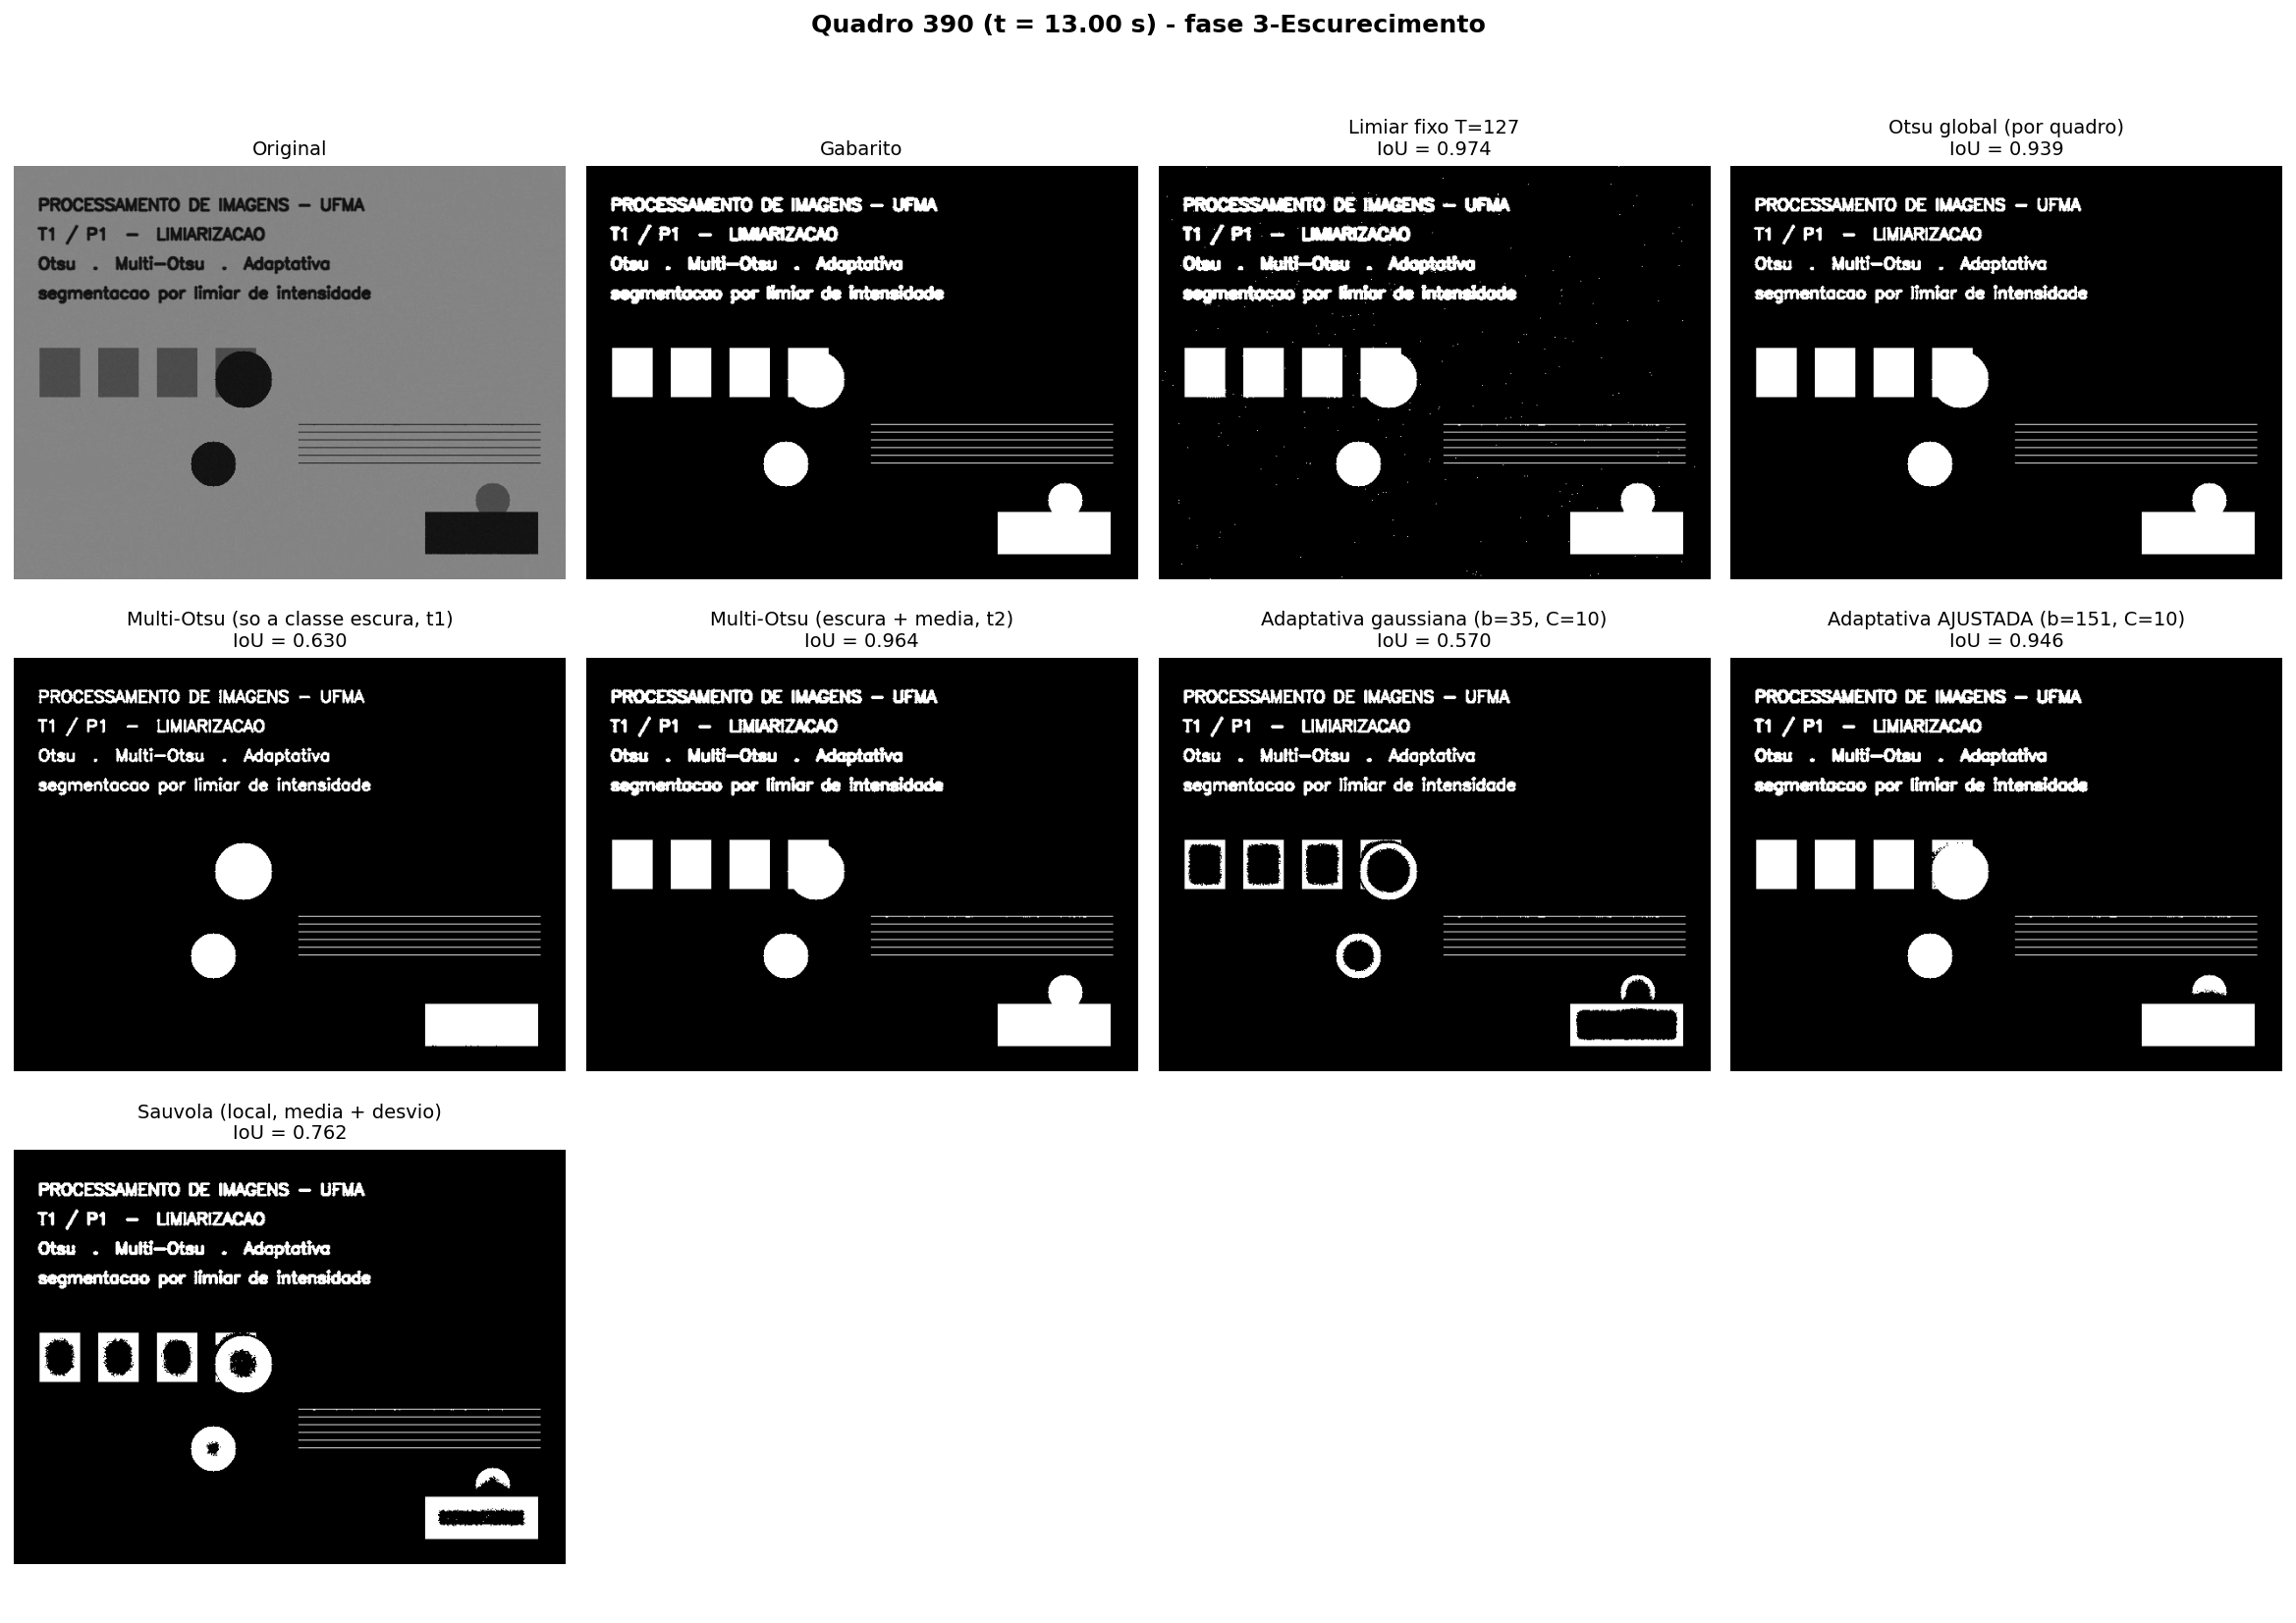 Quadro 390 (t = 13.00 s) - fase 3-Escurecimento
Original
PROCESSAMENTO DE IMAGENS – UFMA
T1 / P1 – LIMIARIZACAO
Otsu . Multi–Otsu . Adaptativa
segmentacao por limiar de intensidade
Gabarito
PROCESSAMENTO DE IMAGENS – UFMA
T1 / P1 – LIMIARIZACAO
Otsu . Multi–Otsu . Adaptativa
segmentacao por limiar de intensidade
Limiar fixo T=127
IoU = 0.974
PROCESSAMENTO DE IMAGENS – UFMA
T1 / P1 – LIMIARIZACAO
Otsu . Multi–Otsu . Adaptativa
segmentacao por limiar de intensidade
Otsu global (por quadro)
IoU = 0.939
PROCESSAMENTO DE IMAGENS – UFMA
T1 / P1 – LIMIARIZACAO
Otsu . Multi–Otsu . Adaptativa
segmentacao por limiar de intensidade
Multi-Otsu (so a classe escura, t1)
IoU = 0.630
PROCESSAMENTO DE IMAGENS – UFMA
T1 / P1 – LIMIARIZACAO
Otsu . Multi–Otsu . Adaptativa
segmentacao por limiar de intensidade
Multi-Otsu (escura + media, t2)
IoU = 0.964
PROCESSAMENTO DE IMAGENS – UFMA
T1 / P1 – LIMIARIZACAO
Otsu . Multi–Otsu . Adaptativa
segmentacao por limiar de intensidade
Adaptativa gaussiana (b=35, C=10)
IoU = 0.570
PROCESSAMENTO DE IMAGENS – UFMA
T1 / P1 – LIMIARIZACAO
Otsu . Multi–Otsu . Adaptativa
segmentacao por limiar de intensidade
Adaptativa AJUSTADA (b=151, C=10)
IoU = 0.946
PROCESSAMENTO DE IMAGENS – UFMA
T1 / P1 – LIMIARIZACAO
Otsu . Multi–Otsu . Adaptativa
segmentacao por limiar de intensidade
Sauvola (local, media + desvio)
IoU = 0.762
PROCESSAMENTO DE IMAGENS – UFMA
T1 / P1 – LIMIARIZACAO
Otsu . Multi–Otsu . Adaptativa
segmentacao por limiar de intensidade